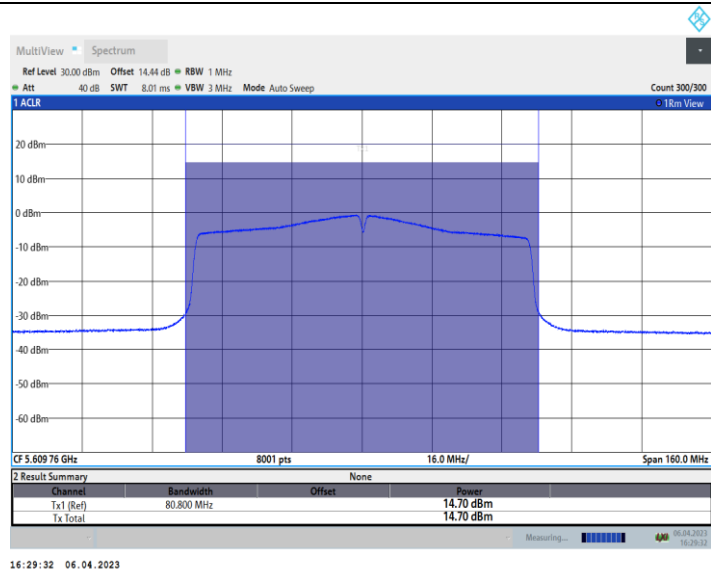 MultiView Spectrum
Ref Level 30.00 dBm Offset 14.44 dB RBW 1 MHz
Att 40 dB SWT 8.01 ms VBW 3 MHz Mode Auto Sweep Count 300/300
1 ACLR 1Rm View
20 dBm
10 dBm
0 dBm
-10 dBm
-20 dBm
-30 dBm
-40 dBm
-50 dBm
-60 dBm
CF 5.609 76 GHz 8001 pts 16.0 MHz/ Span 160.0 MHz
2 Result Summary None
Channel Bandwidth Offset Power
Tx1 (Ref) 80.800 MHz 14.70 dBm
Tx Total 14.70 dBm
Measuring... 06.04.2023
16:29:32
16:29:32 06.04.2023